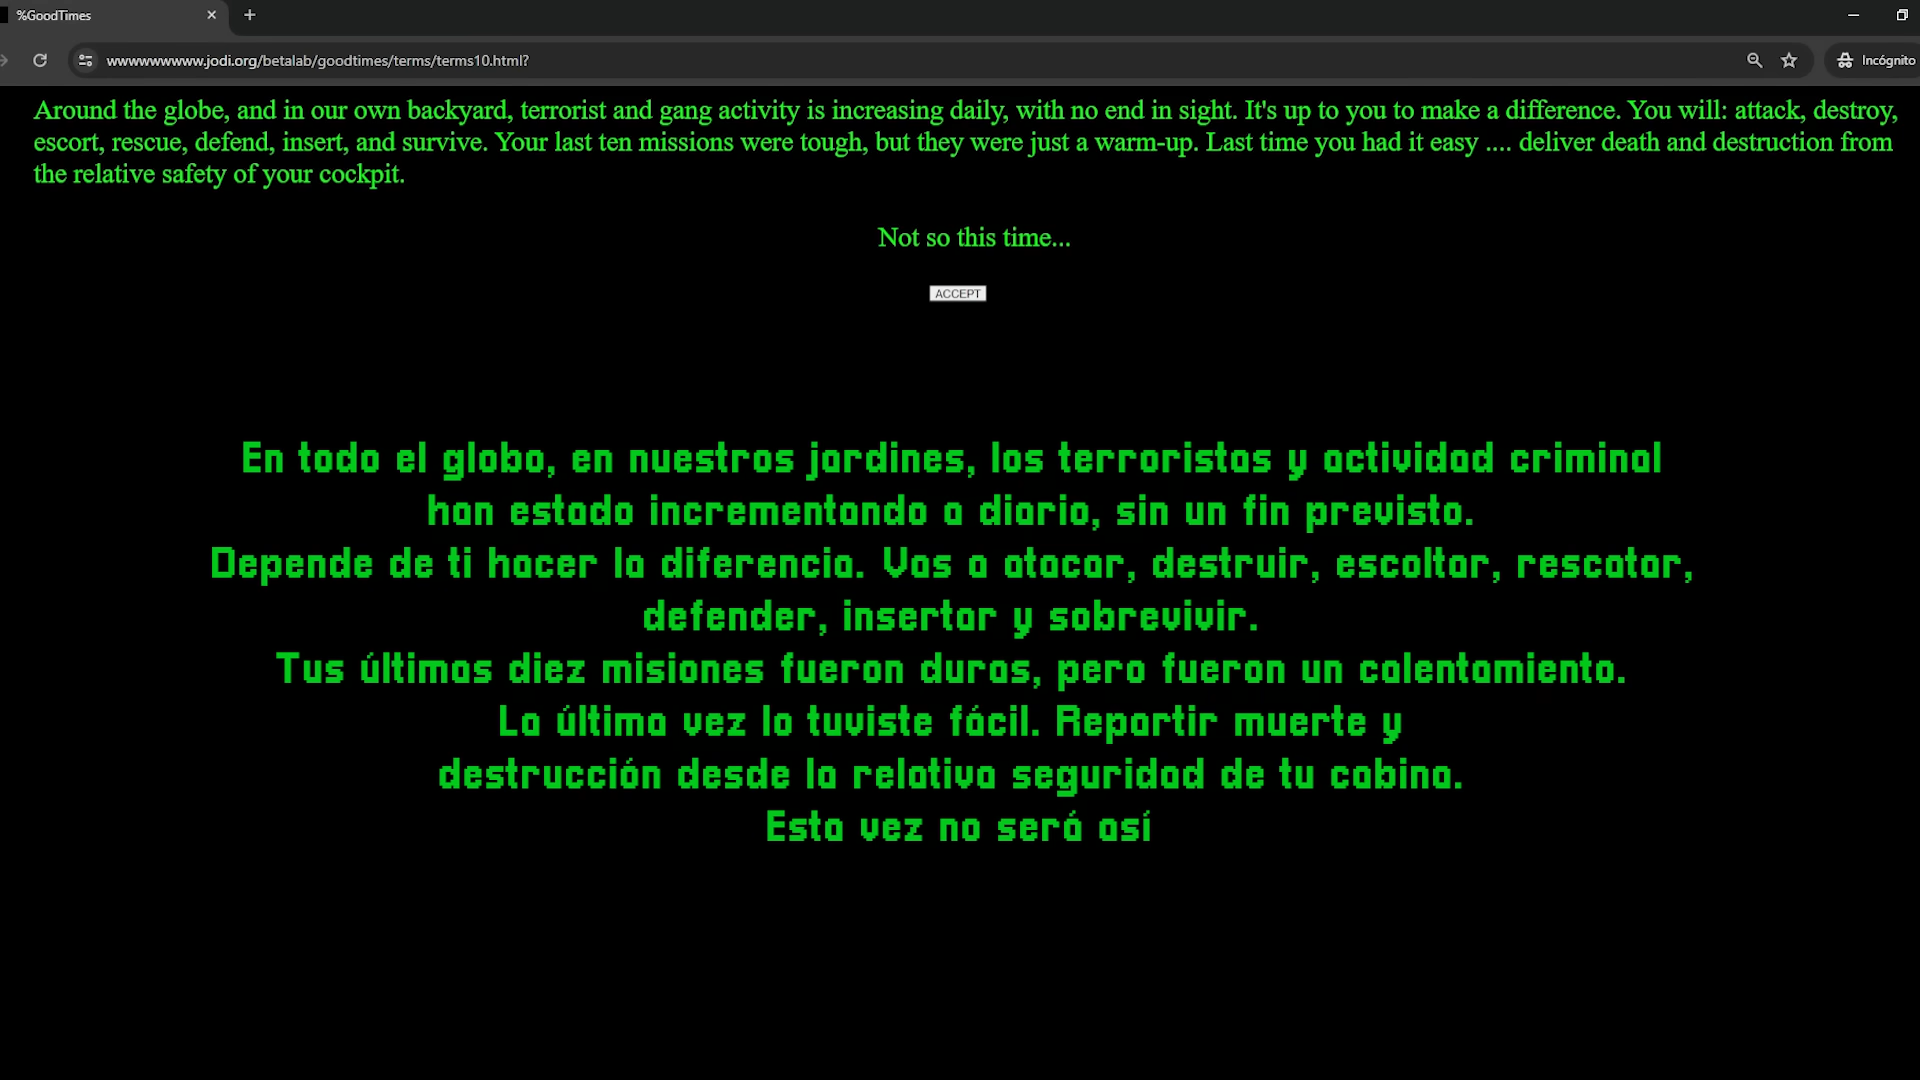 %GoodTimes
wwwwwwwww.jodi.org/betalab/goodtimes/terms/terms10.html?
Incógnito
Around the globe, and in our own backyard, terrorist and gang activity is increasing daily, with no end in sight. It's up to you to make a difference. You will: attack, destroy,
escort, rescue, defend, insert, and survive. Your last ten missions were tough, but they were just a warm-up. Last time you had it easy .... deliver death and destruction from
the relative safety of your cockpit.
Not so this time...
ACCEPT
En todo el globo, en nuestros jardines, los terroristas y actividad criminal
han estado incrementando a diario, sin un fin previsto.
Depende de ti hacer la diferencia. Vas a atacar, destruir, escoltar, rescatar,
defender, insertar y sobrevivir.
Tus últimas diez misiones fueron duras, pero fueron un calentamiento.
La última vez lo tuviste fácil. Repartir muerte y
destrucción desde la relativa seguridad de tu cabina.
Esta vez no será así